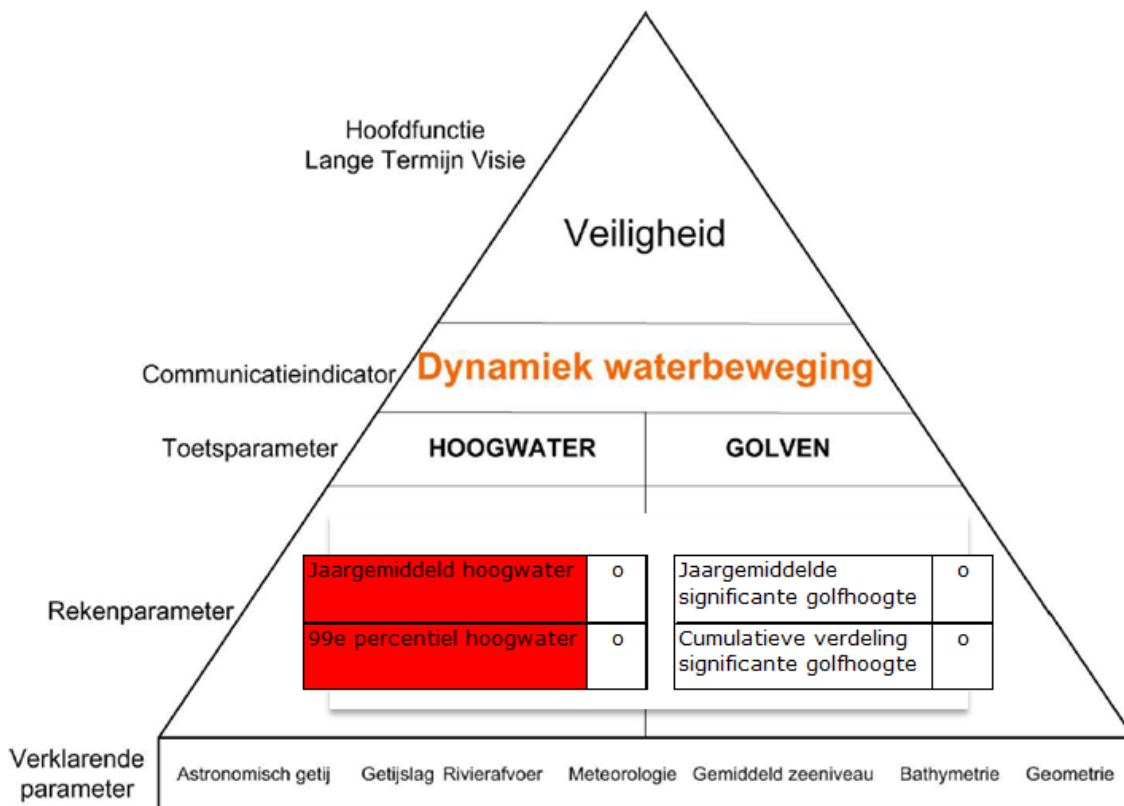 Hoofdfunctie
Lange Termijn Visie
Veiligheid
Communicatieindicator
Dynamiek waterbeweging
Toetsparameter
HOOGWATER
GOLVEN
Rekenparameter
Jaargemiddeld hoogwater o
99e percentiel hoogwater o
Jaargemiddelde o
significante golfhoogte
Cumulatieve verdeling o
significante golfhoogte
Verklarende
parameter
Astronomisch getij Getijslag Rivierafvoer Meteorologie Gemiddeld zeeniveau Bathymetrie Geometrie